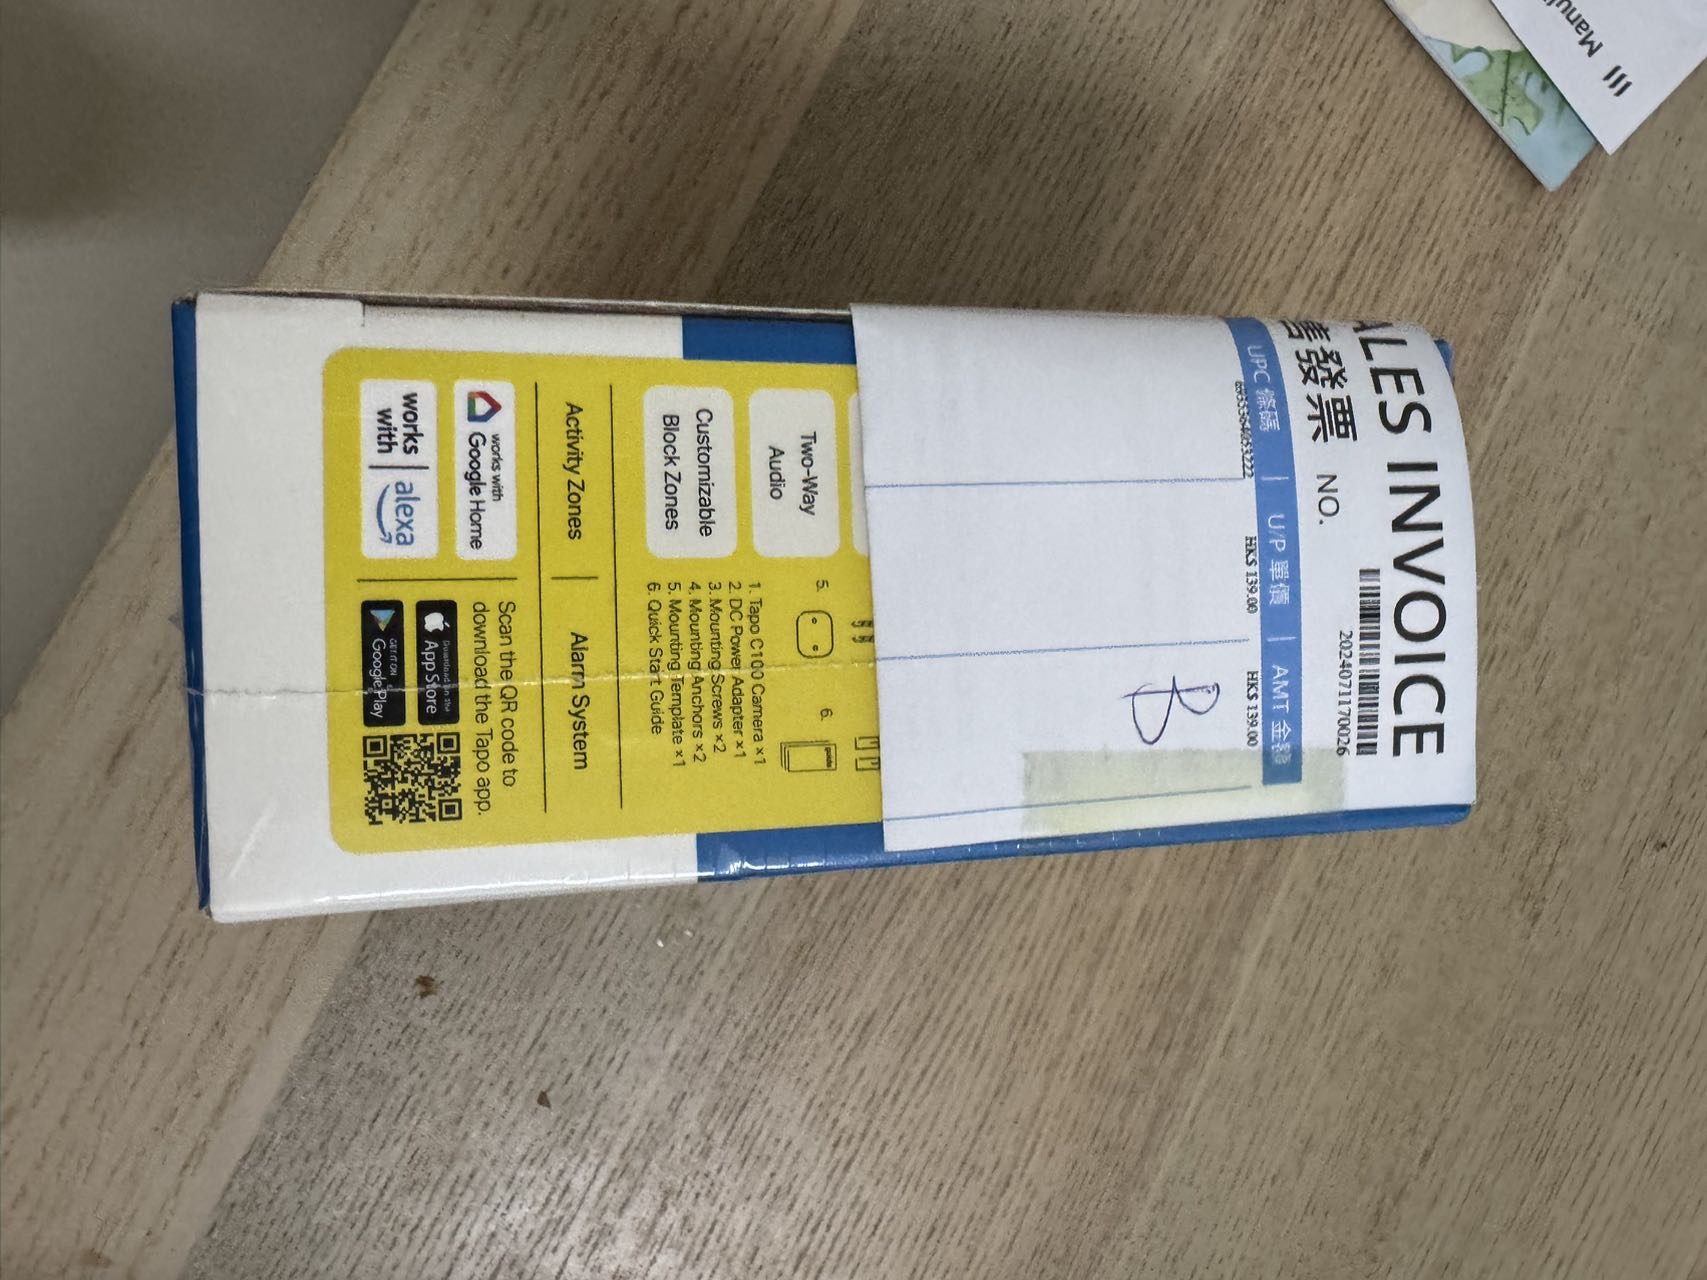 ALES INVOICE
售發票 NO.
20240711170026
UPC 條碼 | U/P 單價 | AMT 金額
HK$ 139.00 HK$ 139.00
B
5. 6.
Two-Way
Audio
Customizable
Block Zones
1. Tapo C100 Camera ×1
2. DC Power Adapter ×1
3. Mounting Screws ×2
4. Mounting Anchors ×2
5. Mounting Template ×1
6. Quick Start Guide
Activity Zones | Alarm System
works with
Google Home
works
with
alexa
Scan the QR code to
download the Tapo app.
Download on the
App Store
GET IT ON
Google Play
Manuli